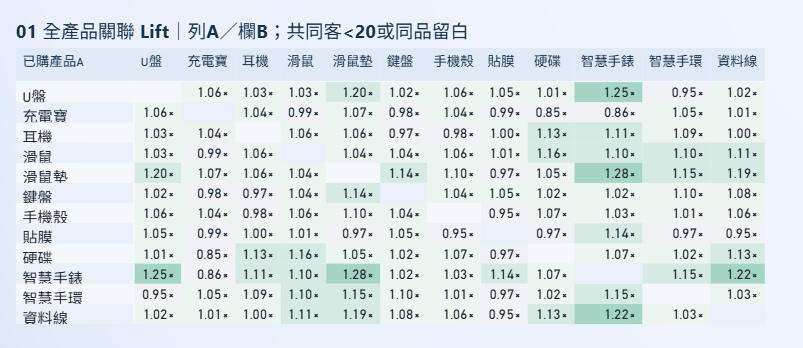 01 全產品關聯 Lift｜列A／欄B；共同客<20或同品留白
已購產品A U盤 充電寶 耳機 滑鼠 滑鼠墊 鍵盤 手機殼 貼膜 硬碟 智慧手錶 智慧手環 資料線
U盤 1.06× 1.03× 1.03× 1.20× 1.02× 1.06× 1.05× 1.01× 1.25× 0.95× 1.02×
充電寶 1.06× 1.04× 0.99× 1.07× 0.98× 1.04× 0.99× 0.85× 0.86× 1.05× 1.01×
耳機 1.03× 1.04× 1.06× 1.06× 0.97× 0.98× 1.00× 1.13× 1.11× 1.09× 1.00×
滑鼠 1.03× 0.99× 1.06× 1.04× 1.04× 1.06× 1.01× 1.16× 1.10× 1.10× 1.11×
滑鼠墊 1.20× 1.07× 1.06× 1.04× 1.14× 1.10× 0.97× 1.05× 1.28× 1.15× 1.19×
鍵盤 1.02× 0.98× 0.97× 1.04× 1.14× 1.04× 1.05× 1.02× 1.02× 1.10× 1.08×
手機殼 1.06× 1.04× 0.98× 1.06× 1.10× 1.04× 0.95× 1.07× 1.03× 1.01× 1.06×
貼膜 1.05× 0.99× 1.00× 1.01× 0.97× 1.05× 0.95× 0.97× 1.14× 0.97× 0.95×
硬碟 1.01× 0.85× 1.13× 1.16× 1.05× 1.02× 1.07× 0.97× 1.07× 1.02× 1.13×
智慧手錶 1.25× 0.86× 1.11× 1.10× 1.28× 1.02× 1.03× 1.14× 1.07× 1.15× 1.22×
智慧手環 0.95× 1.05× 1.09× 1.10× 1.15× 1.10× 1.01× 0.97× 1.02× 1.15× 1.03×
資料線 1.02× 1.01× 1.00× 1.11× 1.19× 1.08× 1.06× 0.95× 1.13× 1.22× 1.03×